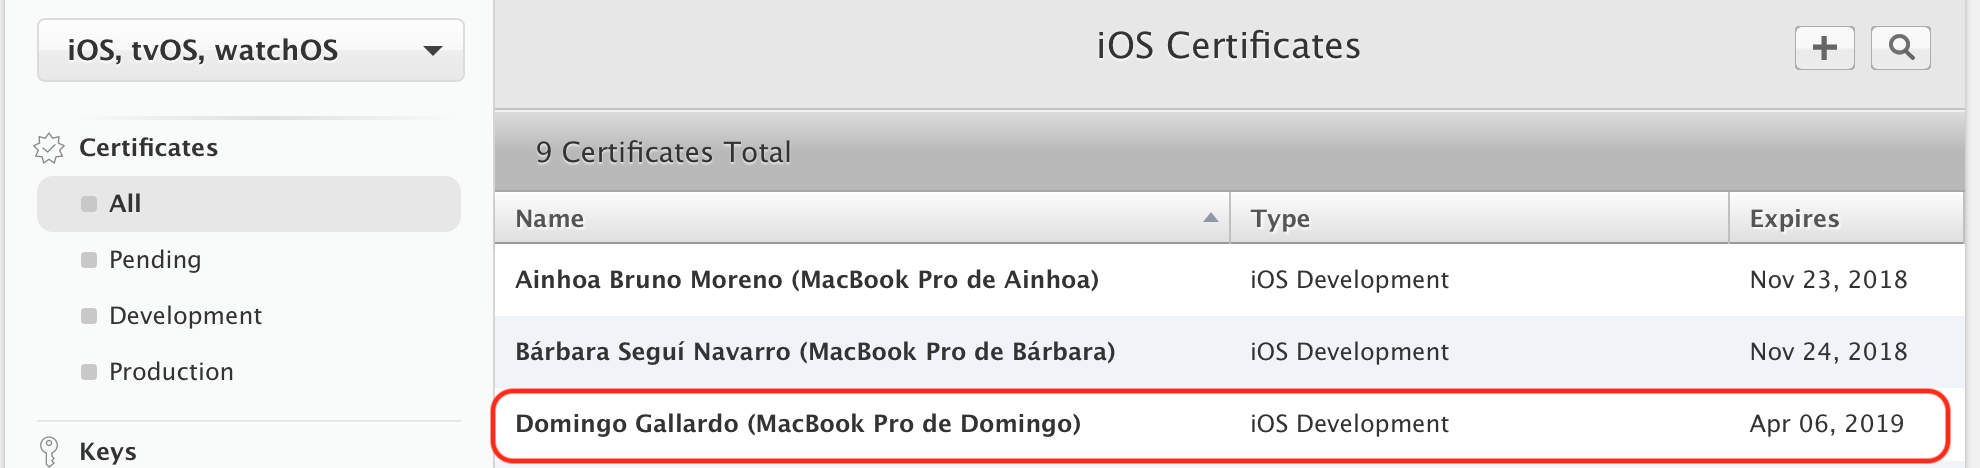 iOS, tvOS, watchOS
Certificates
All
Pending
Development
Production
Keys
iOS Certificates
9 Certificates Total
Name Type Expires
Ainhoa Bruno Moreno (MacBook Pro de Ainhoa) iOS Development Nov 23, 2018
Bárbara Seguí Navarro (MacBook Pro de Bárbara) iOS Development Nov 24, 2018
Domingo Gallardo (MacBook Pro de Domingo) iOS Development Apr 06, 2019